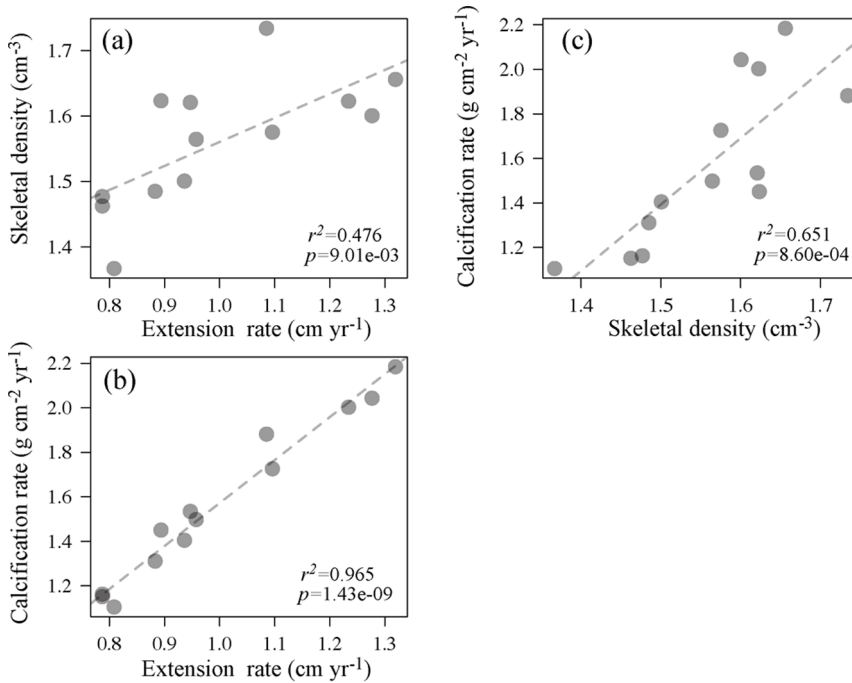 (a)
Skeletal density (cm-3)
1.7
1.6
1.5
1.4
r2=0.476
p=9.01e-03
0.8 0.9 1.0 1.1 1.2 1.3
Extension rate (cm yr-1)
(c)
Calcification rate (g cm-2 yr-1)
2.2
2.0
1.8
1.6
1.4
1.2
r2=0.651
p=8.60e-04
1.4 1.5 1.6 1.7
Skeletal density (cm-3)
(b)
Calcification rate (g cm-2 yr-1)
2.2
2.0
1.8
1.6
1.4
1.2
r2=0.965
p=1.43e-09
0.8 0.9 1.0 1.1 1.2 1.3
Extension rate (cm yr-1)